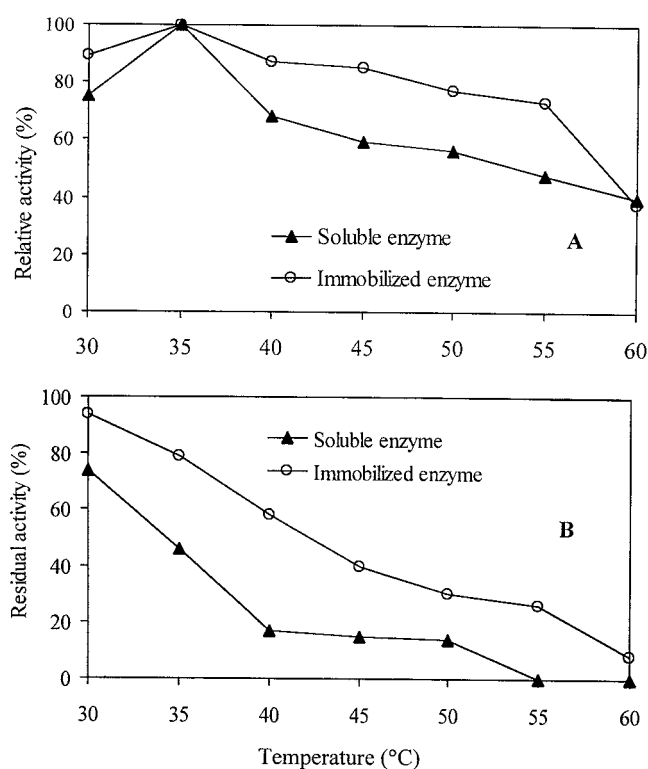 100
80
60
40
20
0
Relative activity (%)
Soluble enzyme
Immobilized enzyme
A
30 35 40 45 50 55 60
100
80
60
40
20
0
Residual activity (%)
Soluble enzyme
Immobilized enzyme
B
30 35 40 45 50 55 60
Temperature (°C)